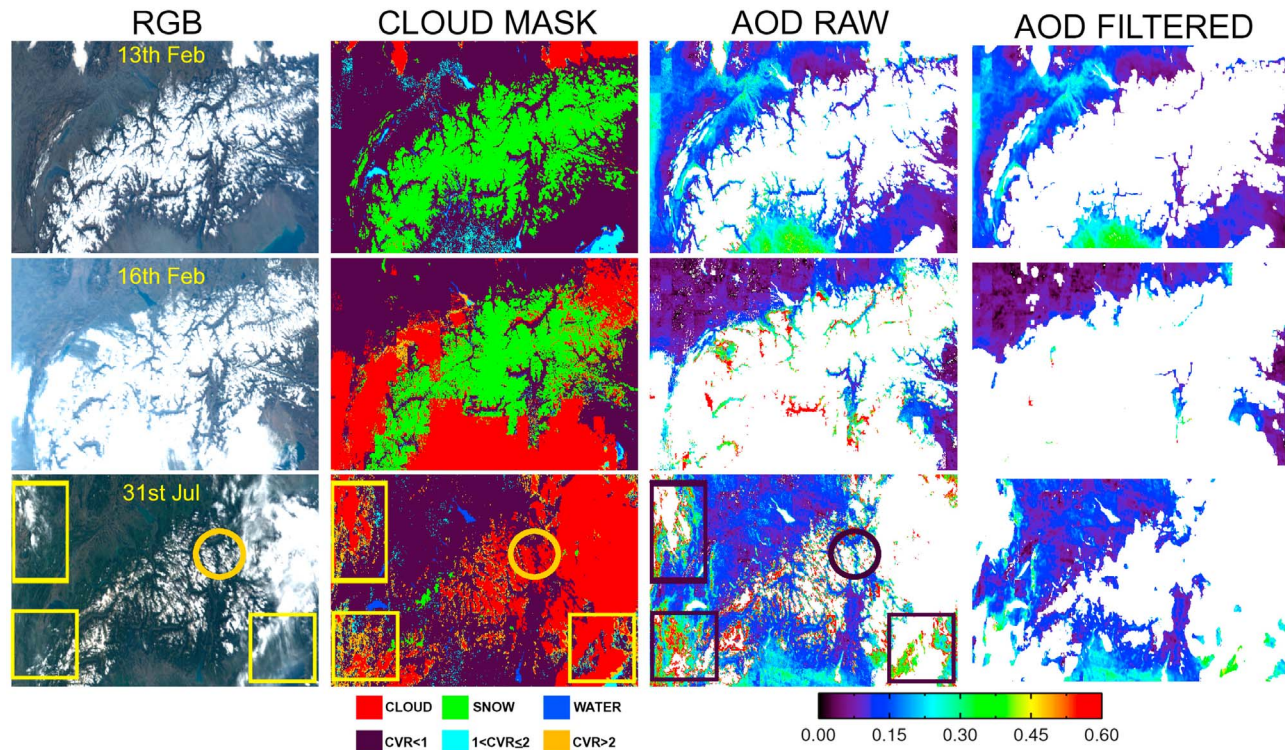 RGB CLOUD MASK AOD RAW AOD FILTERED
13th Feb
16th Feb
31st Jul
CLOUD SNOW WATER
CVR<1 1<CVR≤2 CVR>2
0.00 0.15 0.30 0.45 0.60